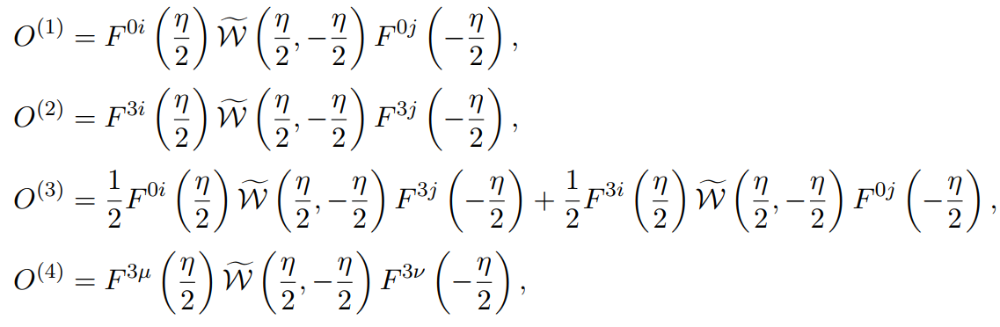 $O^{(1)} = F^{0i}\left(\frac{\eta}{2}\right)\widetilde{\mathcal{W}}\left(\frac{\eta}{2},-\frac{\eta}{2}\right)F^{0j}\left(-\frac{\eta}{2}\right),$
$O^{(2)} = F^{3i}\left(\frac{\eta}{2}\right)\widetilde{\mathcal{W}}\left(\frac{\eta}{2},-\frac{\eta}{2}\right)F^{3j}\left(-\frac{\eta}{2}\right),$
$O^{(3)} = \frac{1}{2}F^{0i}\left(\frac{\eta}{2}\right)\widetilde{\mathcal{W}}\left(\frac{\eta}{2},-\frac{\eta}{2}\right)F^{3j}\left(-\frac{\eta}{2}\right)+\frac{1}{2}F^{3i}\left(\frac{\eta}{2}\right)\widetilde{\mathcal{W}}\left(\frac{\eta}{2},-\frac{\eta}{2}\right)F^{0j}\left(-\frac{\eta}{2}\right),$
$O^{(4)} = F^{3\mu}\left(\frac{\eta}{2}\right)\widetilde{\mathcal{W}}\left(\frac{\eta}{2},-\frac{\eta}{2}\right)F^{3\nu}\left(-\frac{\eta}{2}\right),$